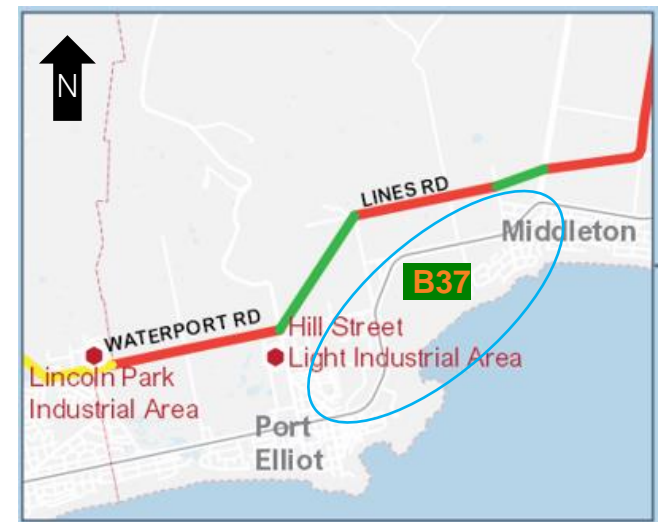 N
LINES RD
Middleton
B37
WATERPORT RD
Hill Street
Light Industrial Area
Lincoln Park
Industrial Area
Port
Elliot